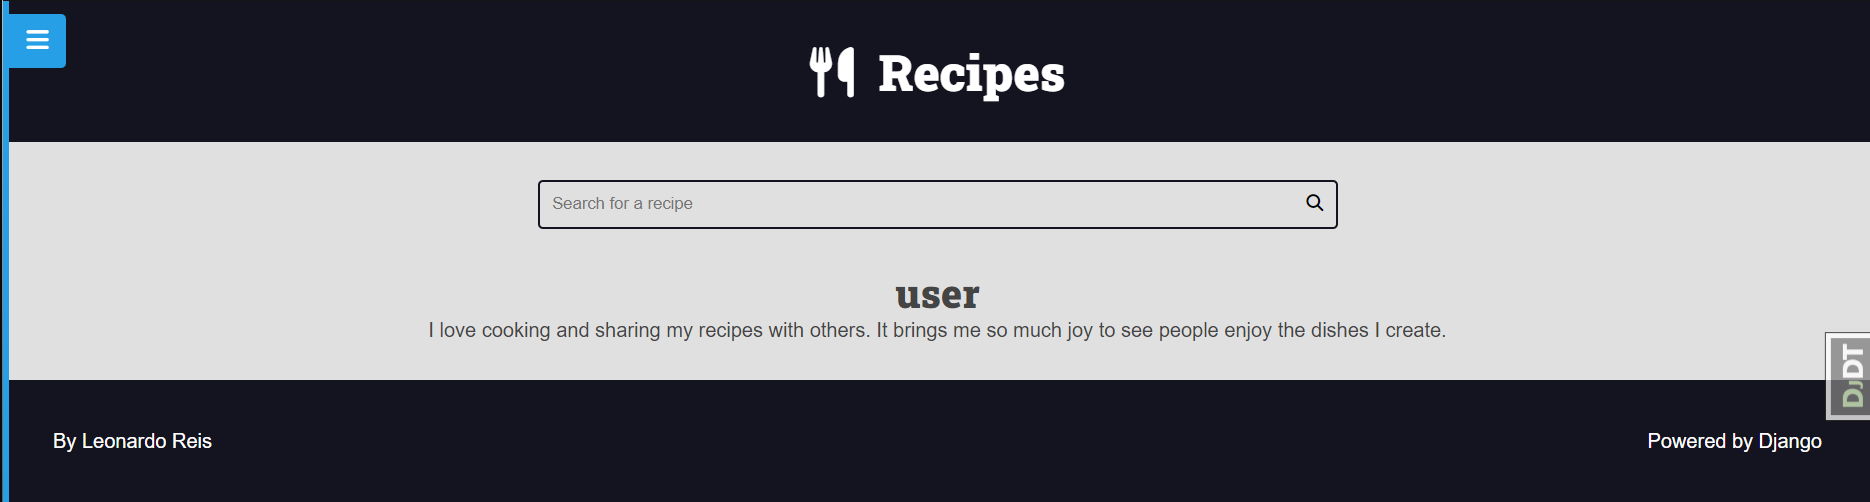 Recipes
Search for a recipe
user
I love cooking and sharing my recipes with others. It brings me so much joy to see people enjoy the dishes I create.
DJDT
By Leonardo Reis
Powered by Django